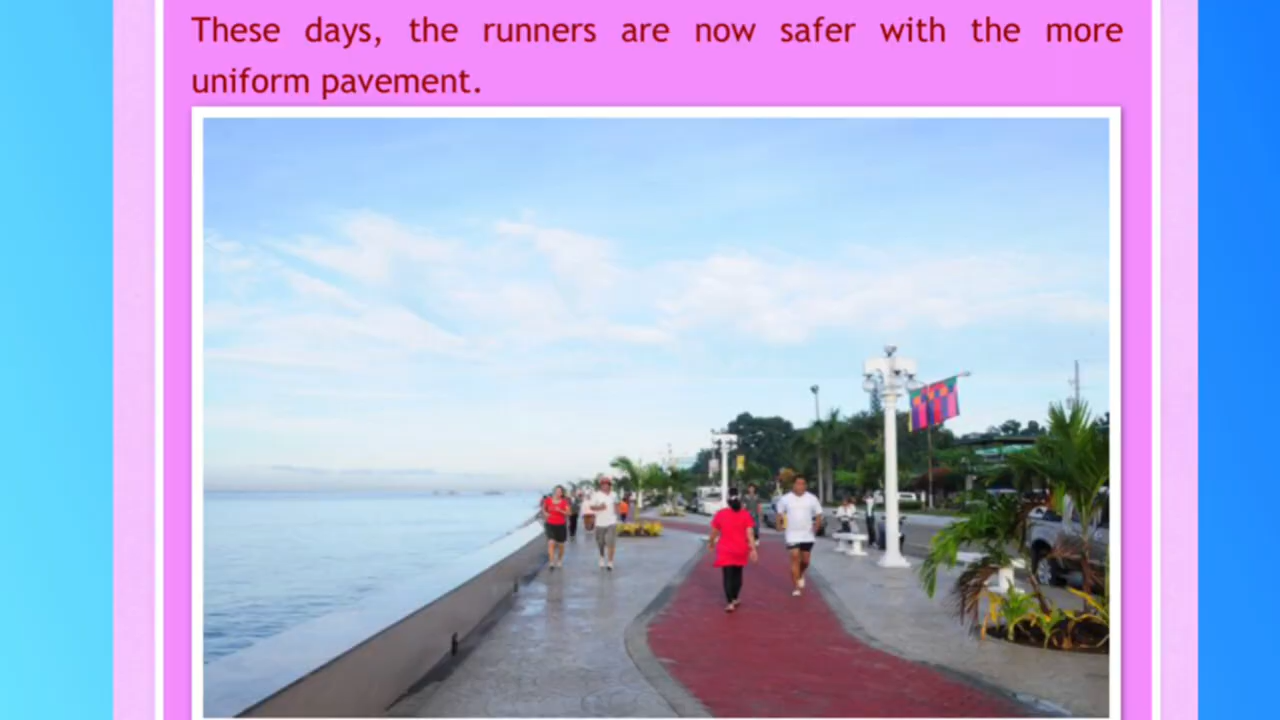 These days, the runners are now safer with the more
uniform pavement.